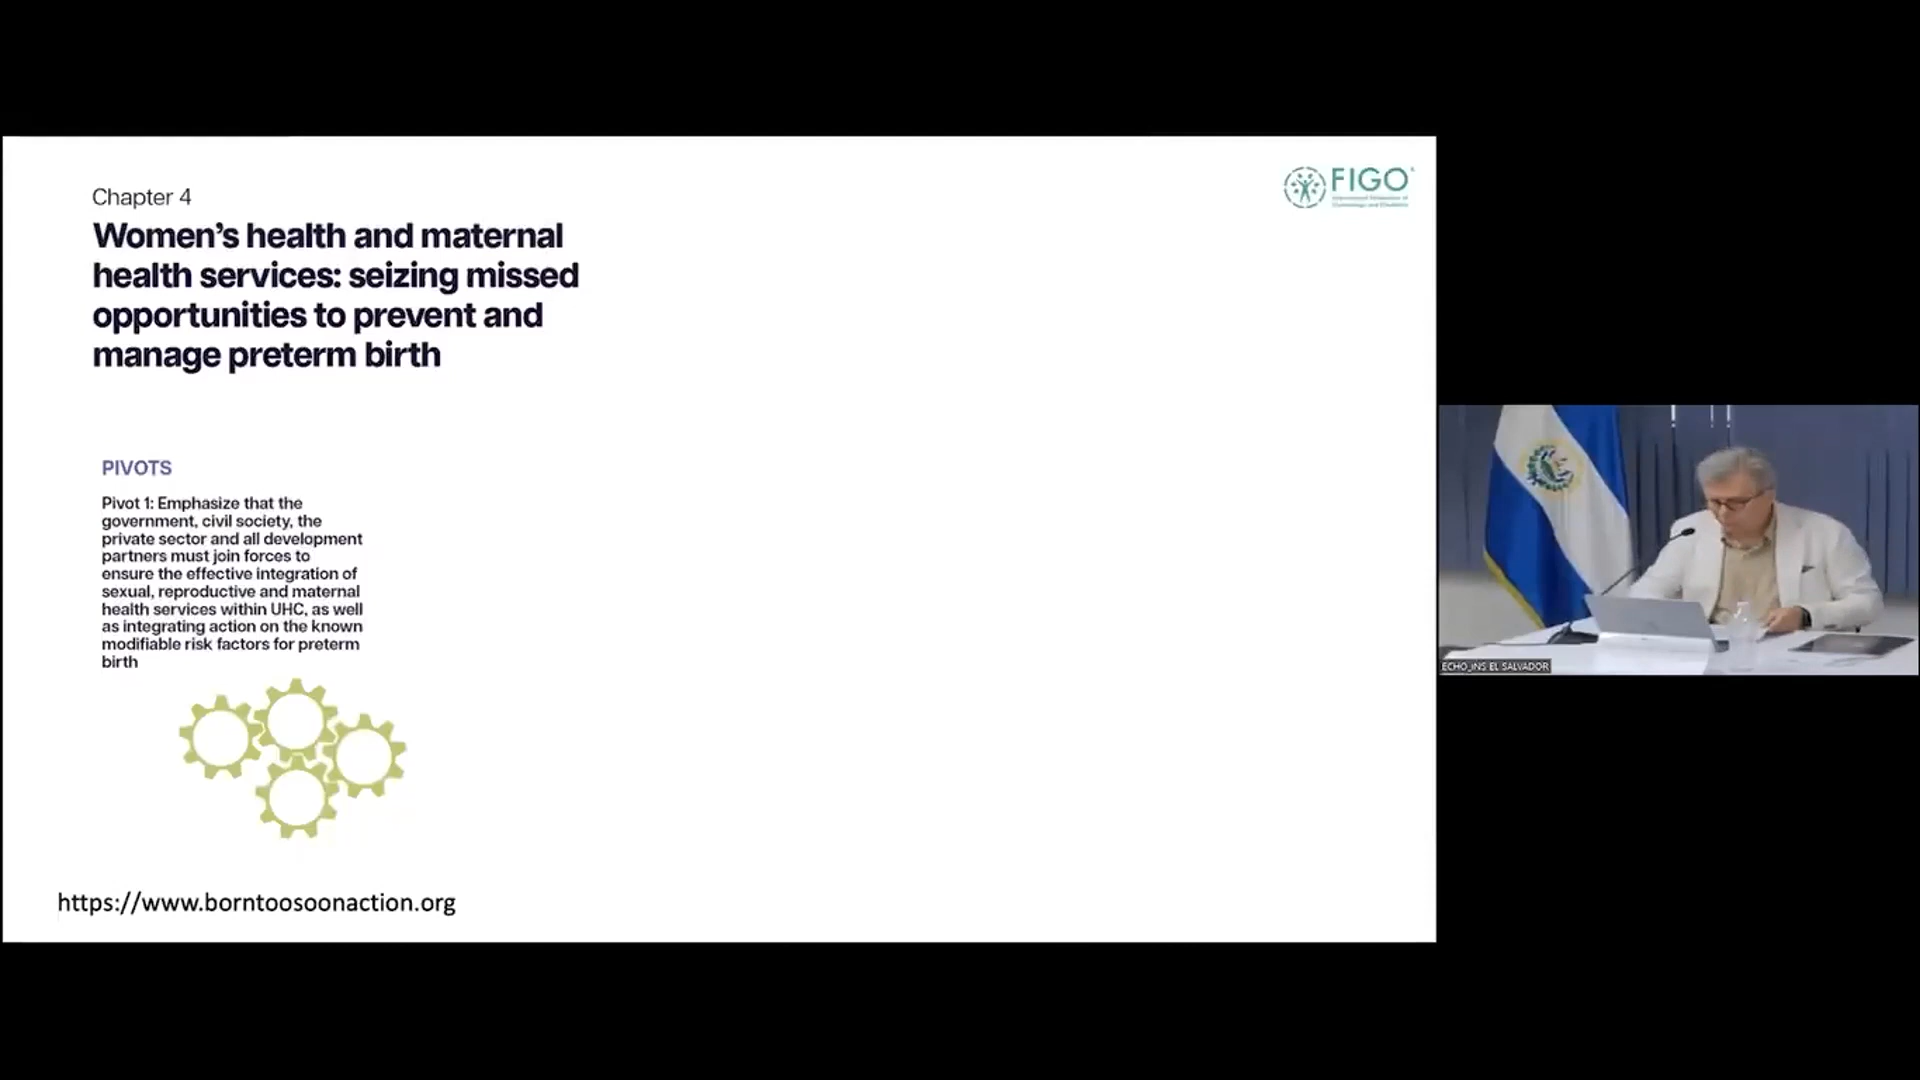 Chapter 4
Women's health and maternal
health services: seizing missed
opportunities to prevent and
manage preterm birth
FIGO
PIVOTS
Pivot 1: Emphasize that the
government, civil society, the
private sector and all development
partners must join forces to
ensure the effective integration of
sexual, reproductive and maternal
health services within UHC, as well
as integrating action on the known
modifiable risk factors for preterm
birth
https://www.borntoosoonaction.org
ECHO_INS EL SALVADOR